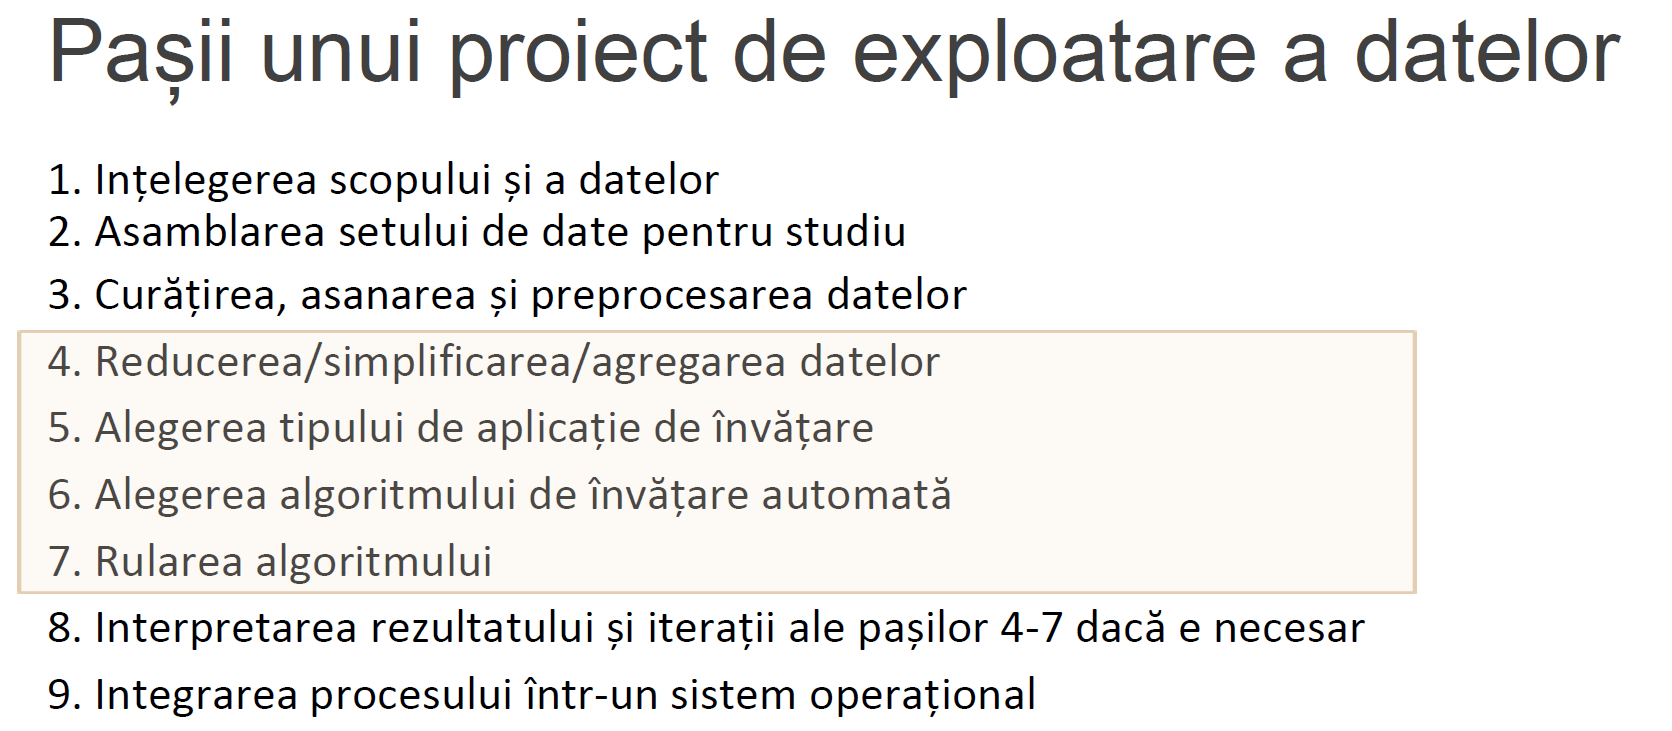 Pașii unui proiect de exploatare a datelor
1. Ințelegerea scopului și a datelor
2. Asamblarea setului de date pentru studiu
3. Curățirea, asanarea și preprocesarea datelor
4. Reducerea/simplificarea/agregarea datelor
5. Alegerea tipului de aplicație de învățare
6. Alegerea algoritmului de învățare automată
7. Rularea algoritmului
8. Interpretarea rezultatului și iterații ale pașilor 4-7 dacă e necesar
9. Integrarea procesului într-un sistem operațional